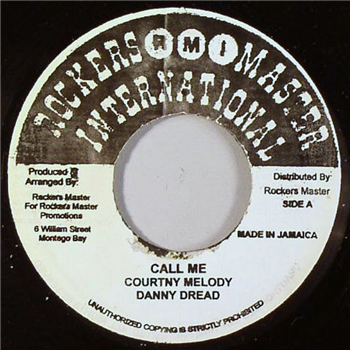 ROCKERS RMI MASTER
INTERNATIONAL
Produced &
Arranged By:
Rockers Master
For Rockers Master
Promotions
6 William Street
Montego Bay
Distributed By:
Rockers Master
SIDE A
MADE IN JAMAICA
CALL ME
COURTNY MELODY
DANNY DREAD
UNAUTHORIZED COPYING IS STRICTLY PROHIBITED